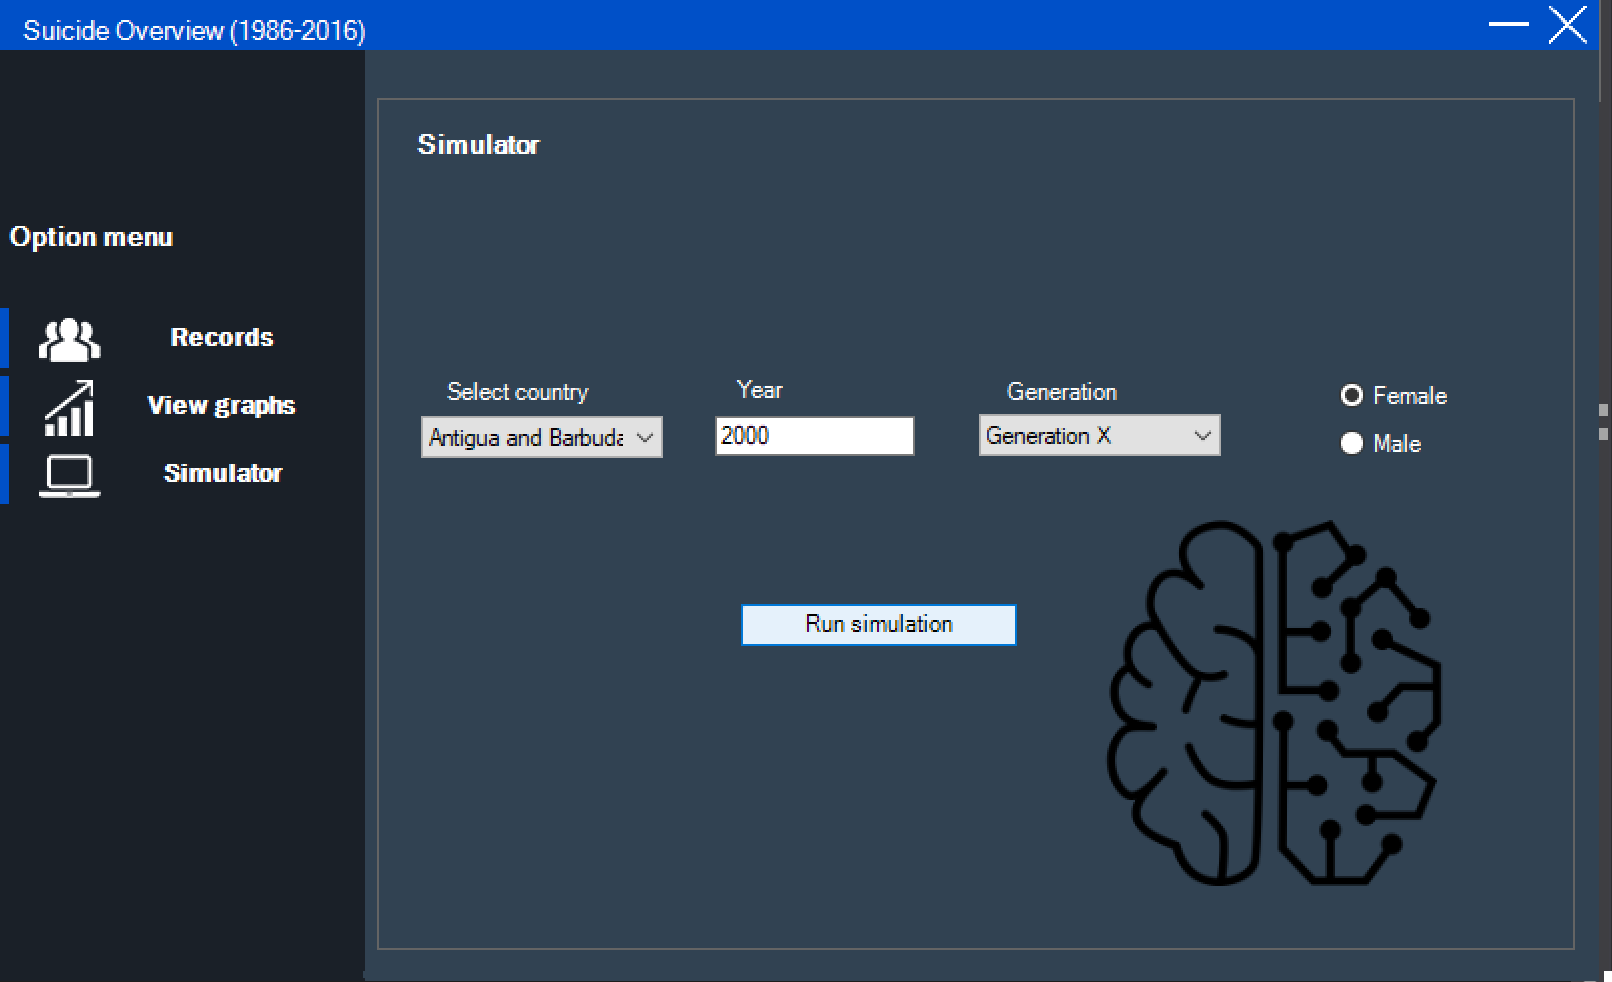 Suicide Overview (1986-2016)
Option menu
Records
View graphs
Simulator
Simulator
Select country
Year
Generation
Antigua and Barbuda
2000
Generation X
Female
Male
Run simulation